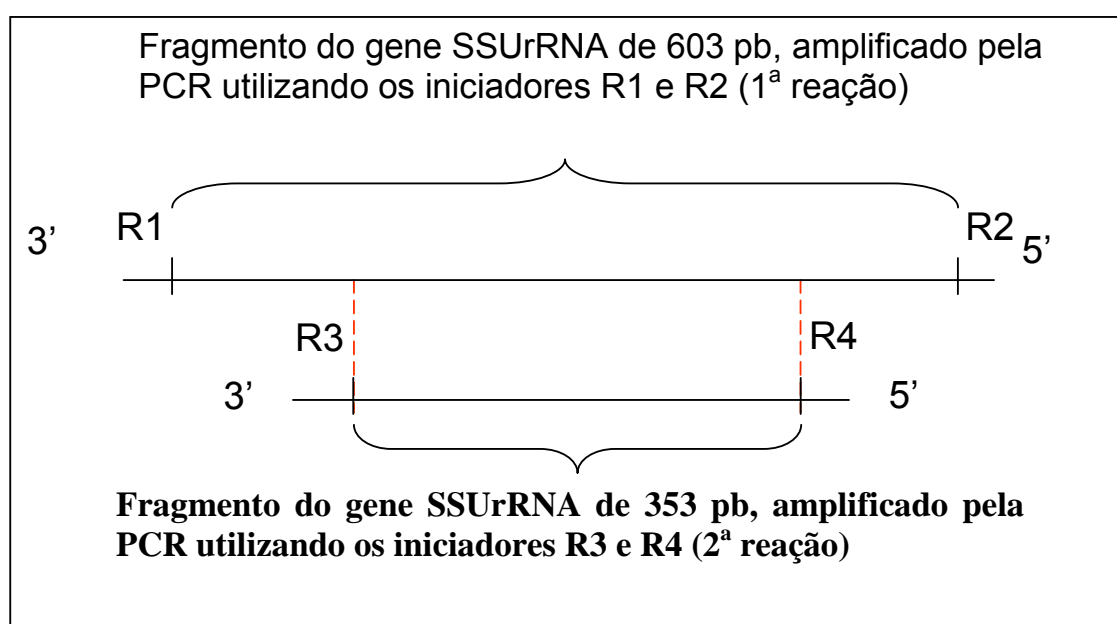 Fragmento do gene SSUrRNA de 603 pb, amplificado pela
PCR utilizando os iniciadores R1 e R2 (1ª reação)
3’ R1 R2 5’
R3 R4
3’ 5’
Fragmento do gene SSUrRNA de 353 pb, amplificado pela
PCR utilizando os iniciadores R3 e R4 (2ª reação)